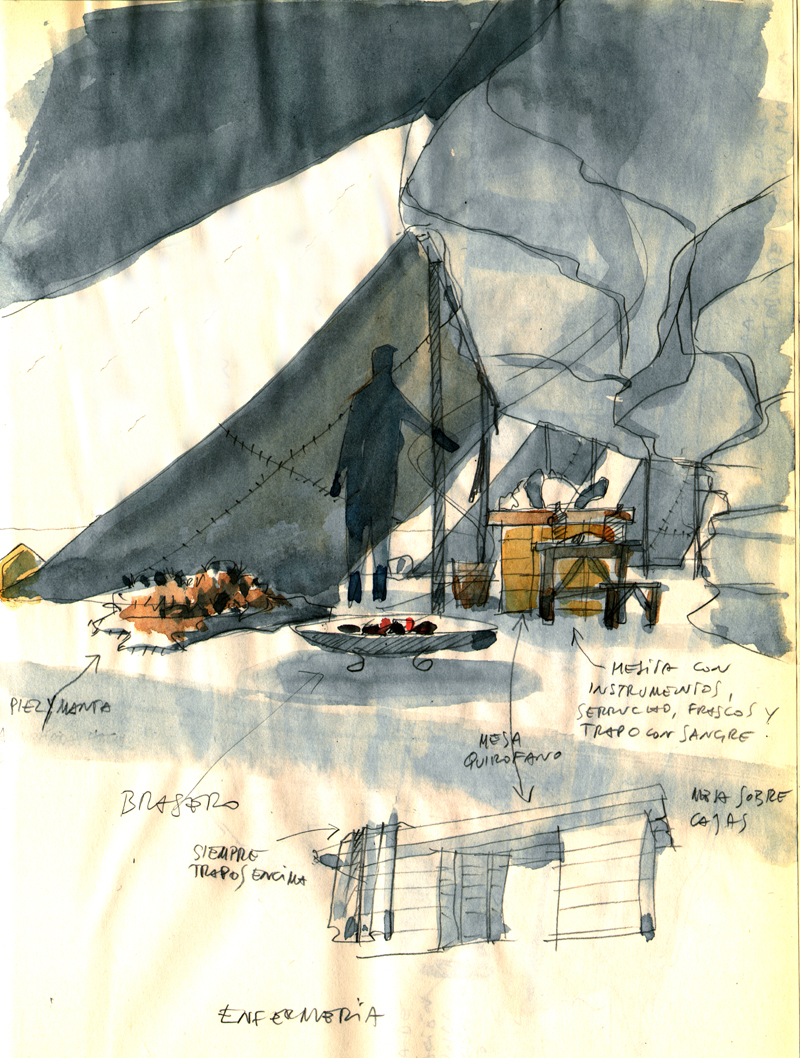 PIEL Y MANTA
MESITA CON
INSTRUMENTOS,
SERRUCHO, FRASCOS Y
TRAPO CON SANGRE
MESA
QUIROFANO
BRASERO
MESA SOBRE
CAJAS
SIEMPRE
TRAPOS ENCIMA
ENFERMERIA